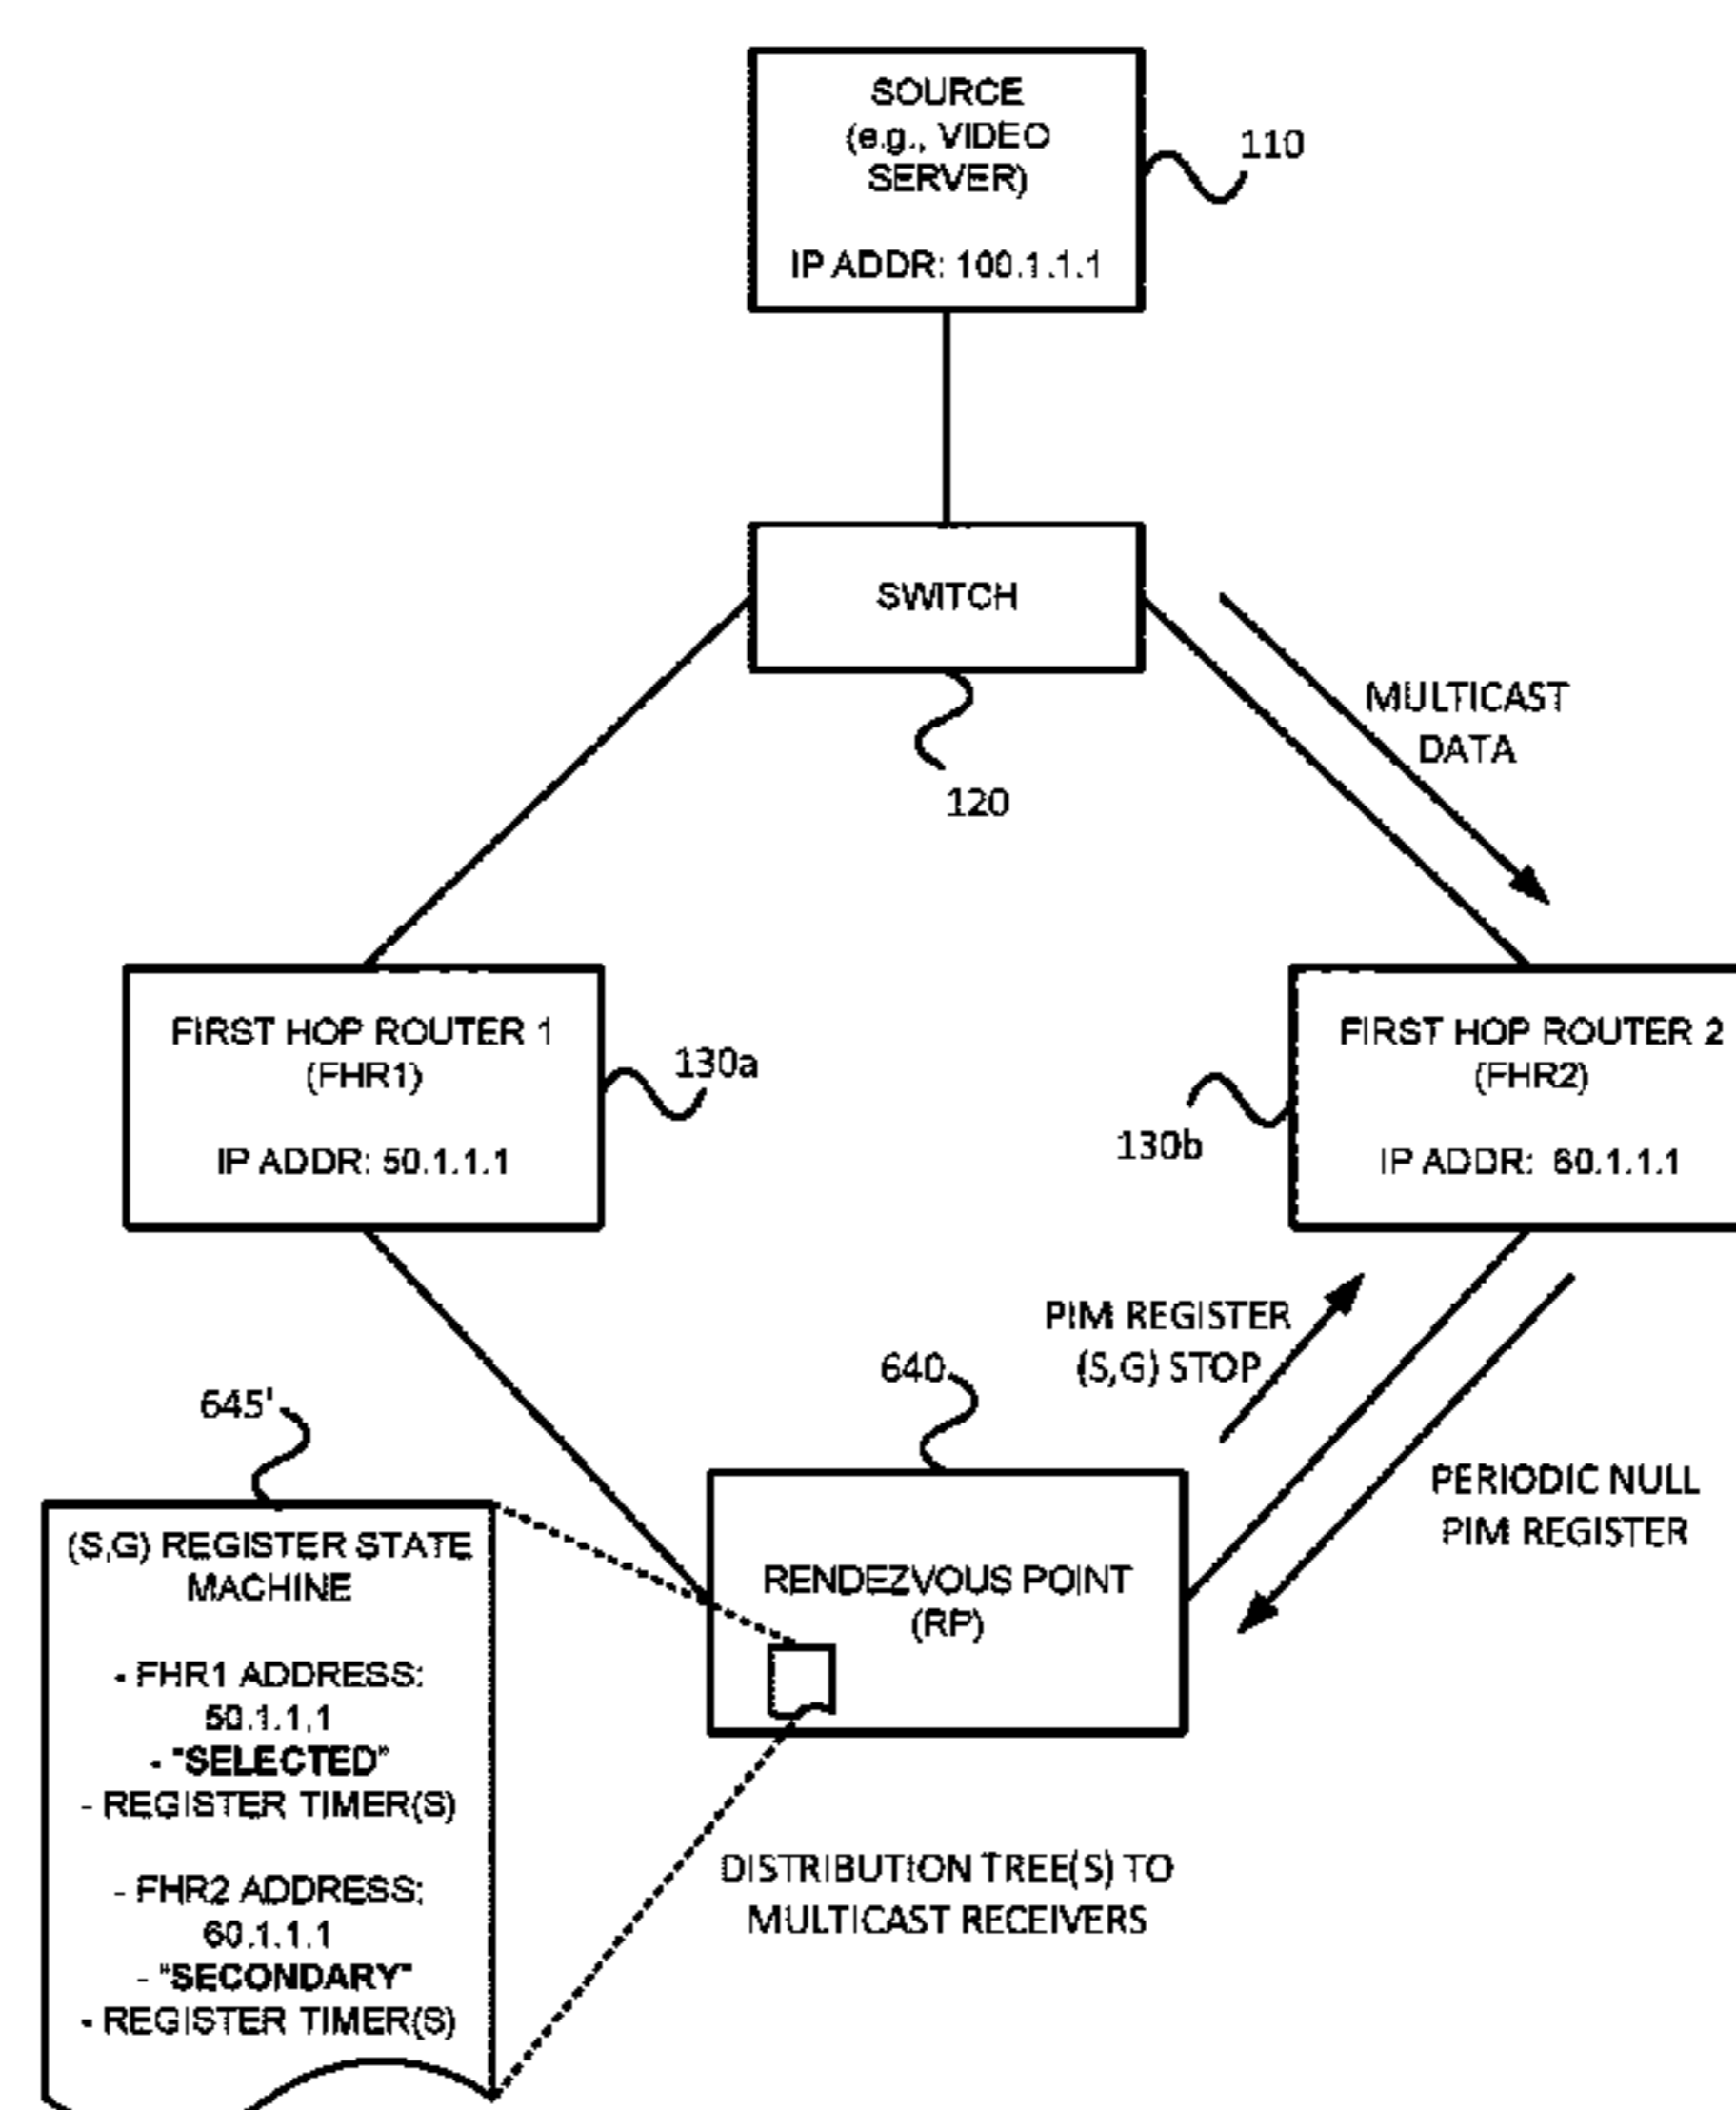 SOURCE
(e.g., VIDEO
SERVER)
IP ADDR: 100.1.1.1
110
SWITCH
120
MULTICAST
DATA
FIRST HOP ROUTER 1
(FHR1)
IP ADDR: 50.1.1.1
130a
FIRST HOP ROUTER 2
(FHR2)
IP ADDR: 60.1.1.1
130b
PIM REGISTER
(S,G) STOP
640
645'
PERIODIC NULL
PIM REGISTER
(S,G) REGISTER STATE
MACHINE
- FHR1 ADDRESS:
50.1.1.1
- "SELECTED"
- REGISTER TIMER(S)
- FHR2 ADDRESS:
60.1.1.1
- "SECONDARY"
- REGISTER TIMER(S)
RENDEZVOUS POINT
(RP)
DISTRIBUTION TREE(S) TO
MULTICAST RECEIVERS